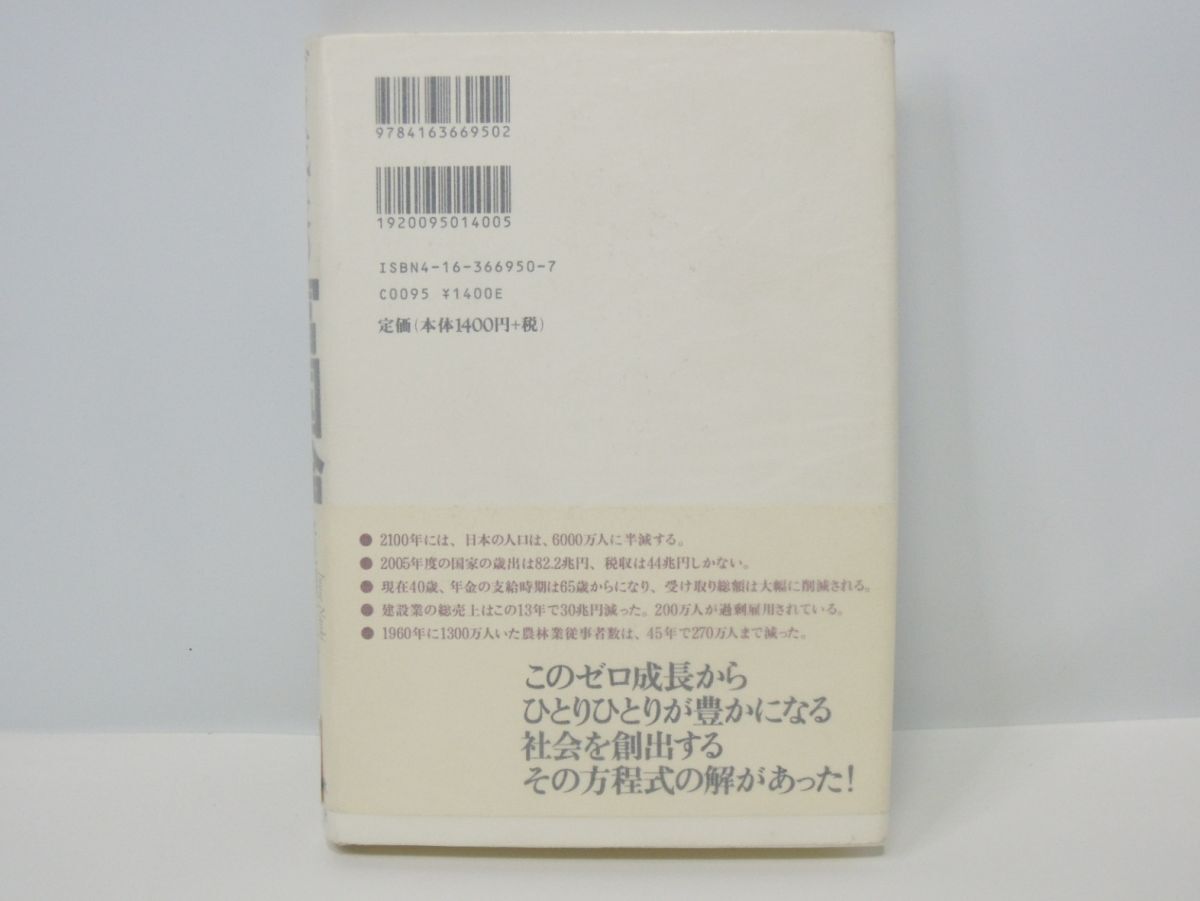 9784163669502
1920095014005
ISBN4-16-366950-7
C0095 ¥1400E
定価(本体1400円+税)
● 2100年には、日本の人口は、6000万人に半減する。
● 2005年度の国家の歳出は82.2兆円、税収は44兆円しかない。
● 現在40歳、年金の支給時期は65歳からになり、受け取り総額は大幅に削減される。
● 建設業の総売上はこの13年で30兆円減った。200万人が過剰雇用されている。
● 1960年に1300万人いた農林業従事者数は、45年で270万人まで減った。
このゼロ成長から
ひとりひとりが豊かになる
社会を創出する
その方程式の解があった!